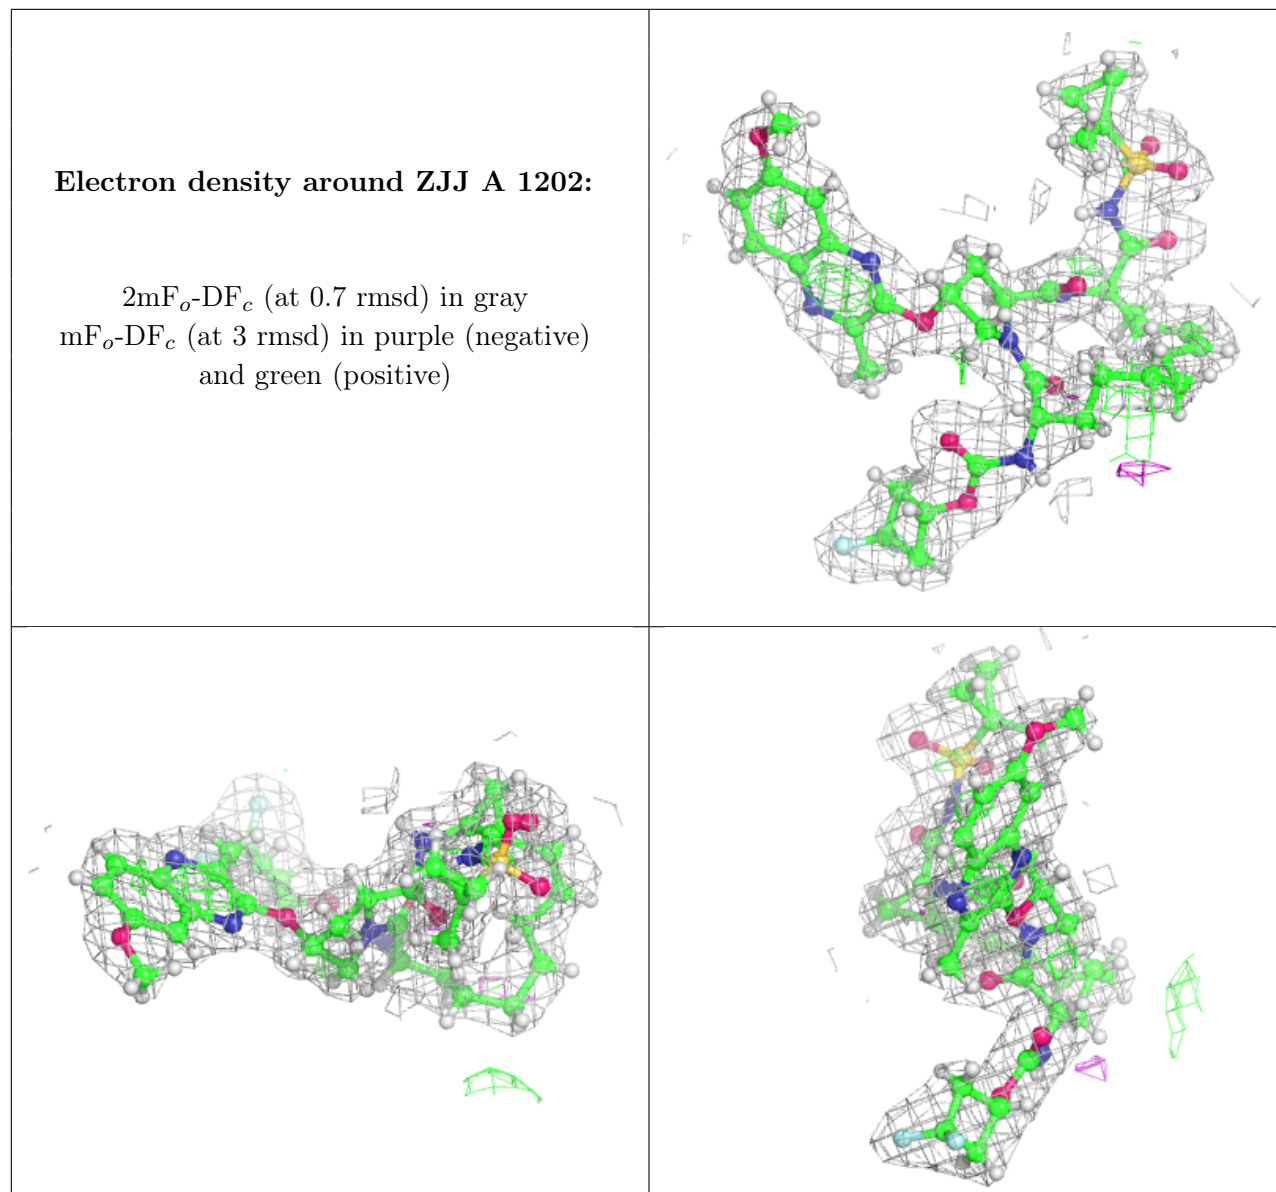 Electron density around ZJJ A 1202:
2mFo-DFc (at 0.7 rmsd) in gray
mFo-DFc (at 3 rmsd) in purple (negative)
and green (positive)